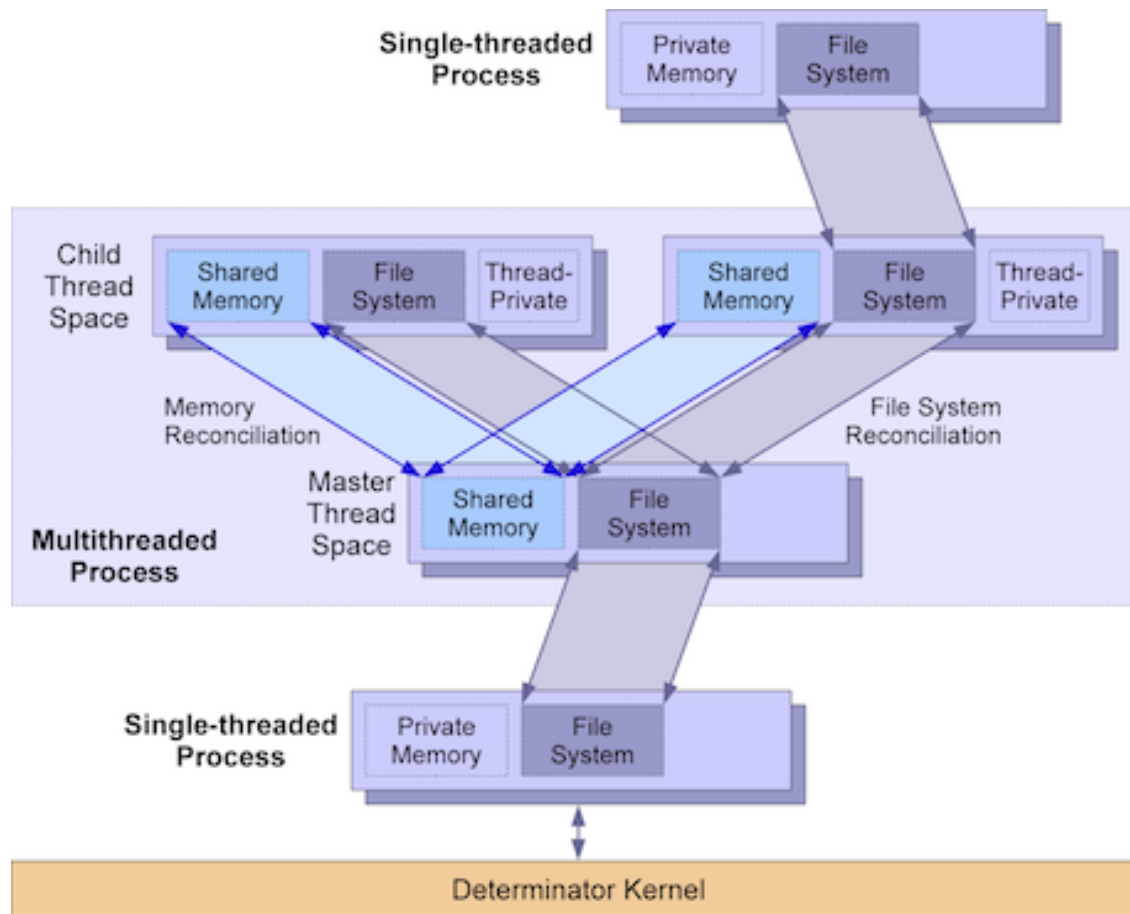 Single-threaded
Process
Private
Memory
File
System
Child
Thread
Space
Shared
Memory
File
System
Thread-
Private
Shared
Memory
File
System
Thread-
Private
Memory
Reconciliation
File System
Reconciliation
Master
Thread
Space
Shared
Memory
File
System
Multithreaded
Process
Single-threaded
Process
Private
Memory
File
System
Determinator Kernel